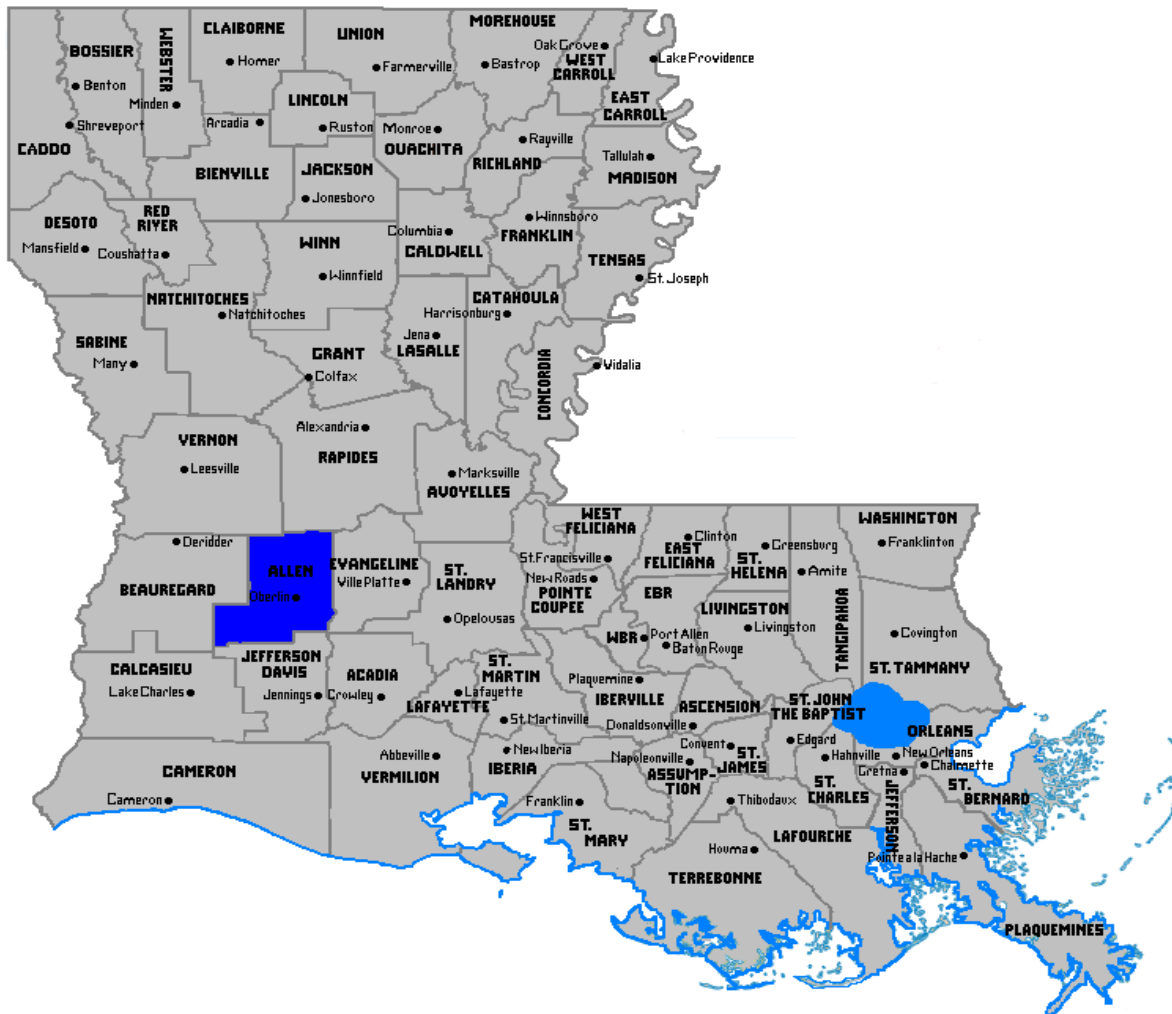 CLAIBORNE
UNION
MOREHOUSE
BOSSIER
WEBSTER
Oak Grove
WEST
CARROLL
Lake Providence
Homer
Farmerville
Bastrop
Benton
Minden
LINCOLN
EAST
CARROLL
Shreveport
Arcadia
Ruston
Monroe
OUACHITA
Rayville
RICHLAND
CADDO
BIENVILLE
JACKSON
Jonesboro
Tallulah
MADISON
DESOTO
RED
RIVER
Mansfield
Coushatta
WINN
Winnfield
Columbia
CALDWELL
Winnsboro
FRANKLIN
TENSAS
St. Joseph
NATCHITOCHES
Natchitoches
CATAHOULA
Harrisonburg
SABINE
Many
GRANT
Colfax
Jena
LASALLE
CONCORDIA
Vidalia
VERNON
Leesville
Alexandria
RAPIDES
Marksville
AVOYELLES
WEST
FELICIANA
St. Francisville
EAST
FELICIANA
Clinton
ST.
HELENA
Greensburg
WASHINGTON
Franklinton
Deridder
BEAUREGARD
ALLEN
Oberlin
EVANGELINE
Ville Platte
ST.
LANDRY
Opelousas
New Roads
POINTE
COUPEE
EBR
Amite
TANGIPAHOA
LIVINGSTON
Livingston
WBR
Port Allen
Baton Rouge
Covington
ST. TAMMANY
CALCASIEU
Lake Charles
JEFFERSON
DAVIS
Jennings
ACADIA
Crowley
LAFAYETTE
Lafayette
ST.
MARTIN
St. Martinville
Plaquemine
IBERVILLE
ASCENSION
Donaldsonville
ST. JOHN
THE BAPTIST
Edgard
ORLEANS
New Orleans
CAMERON
Cameron
Abbeville
VERMILION
New Iberia
IBERIA
Napoleonville
ASSUMP-
TION
Convent
ST.
JAMES
Hahnville
ST.
CHARLES
Gretna
Chalmette
ST.
BERNARD
JEFFERSON
Franklin
ST.
MARY
Thibodaux
LAFOURCHE
Houma
TERREBONNE
Pointe a la Hache
PLAQUEMINES